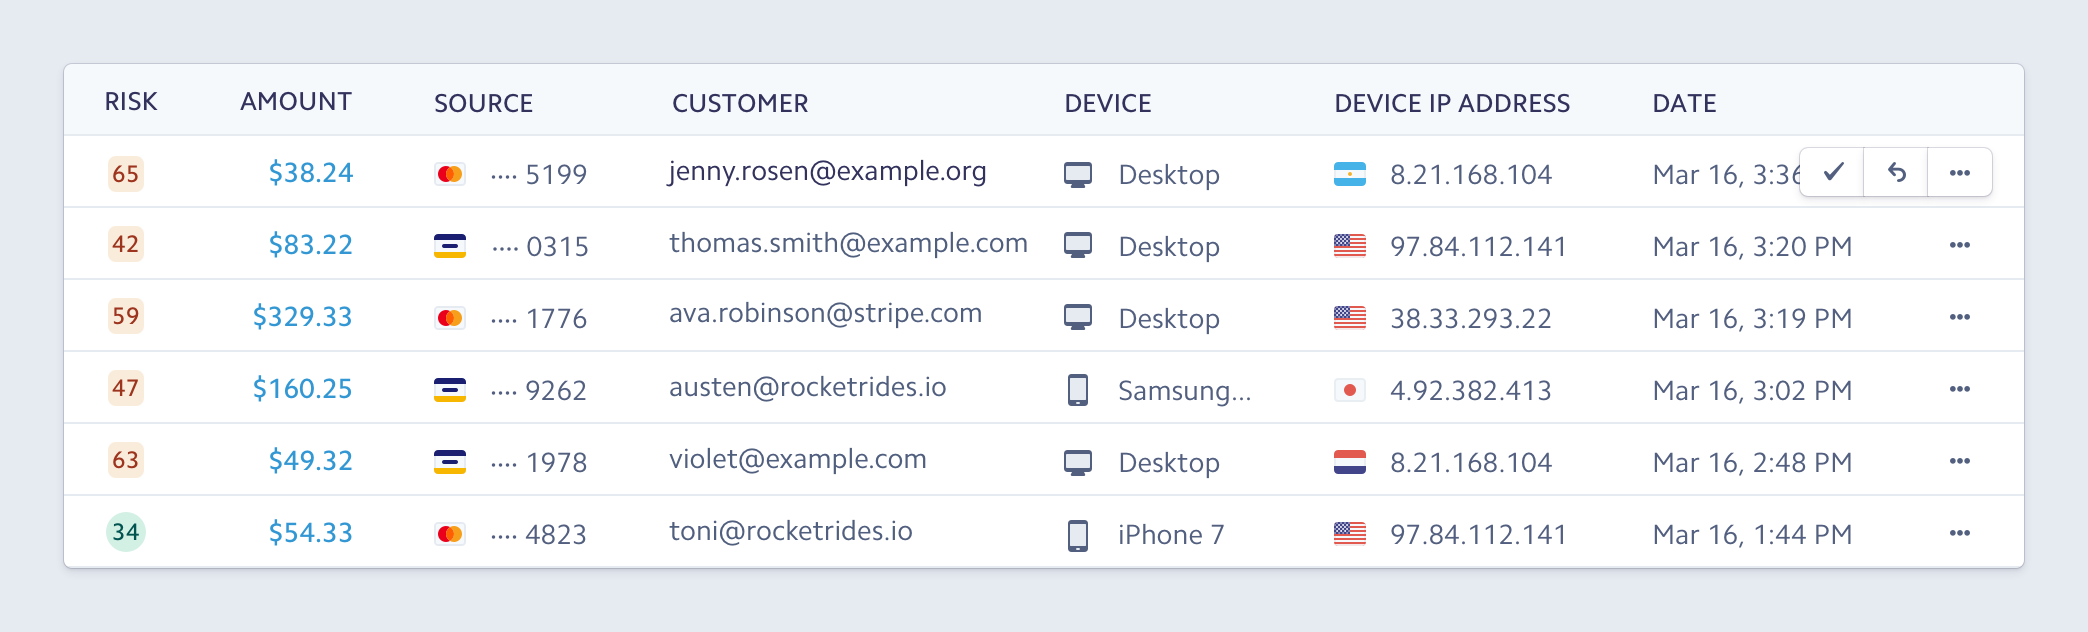 RISK AMOUNT SOURCE CUSTOMER DEVICE DEVICE IP ADDRESS DATE
65 $38.24 ···· 5199 jenny.rosen@example.org Desktop 8.21.168.104 Mar 16, 3:36
42 $83.22 ···· 0315 thomas.smith@example.com Desktop 97.84.112.141 Mar 16, 3:20 PM
59 $329.33 ···· 1776 ava.robinson@stripe.com Desktop 38.33.293.22 Mar 16, 3:19 PM
47 $160.25 ···· 9262 austen@rocketrides.io Samsung... 4.92.382.413 Mar 16, 3:02 PM
63 $49.32 ···· 1978 violet@example.com Desktop 8.21.168.104 Mar 16, 2:48 PM
34 $54.33 ···· 4823 toni@rocketrides.io iPhone 7 97.84.112.141 Mar 16, 1:44 PM